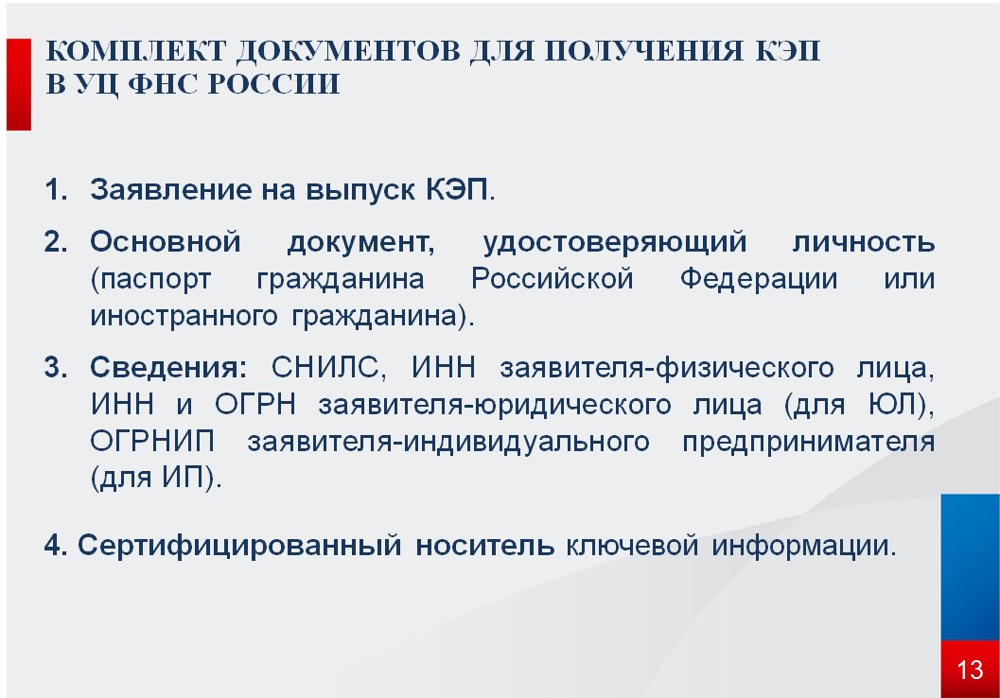 КОМПЛЕКТ ДОКУМЕНТОВ ДЛЯ ПОЛУЧЕНИЯ КЭП
В УЦ ФНС РОССИИ
1. Заявление на выпуск КЭП.
2. Основной документ, удостоверяющий личность
(паспорт гражданина Российской Федерации или
иностранного гражданина).
3. Сведения: СНИЛС, ИНН заявителя-физического лица,
ИНН и ОГРН заявителя-юридического лица (для ЮЛ),
ОГРНИП заявителя-индивидуального предпринимателя
(для ИП).
4. Сертифицированный носитель ключевой информации.
13